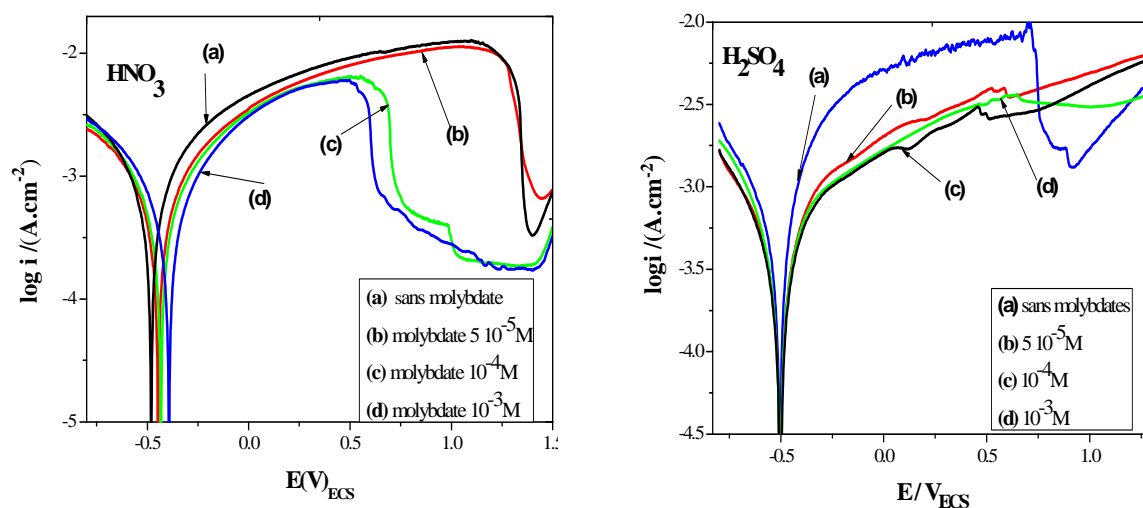 HNO3
(a)
(b)
(c)
(d)
-2
-3
-4
-5
log i /(A.cm-2)
-0.5
0.0
0.5
1.0
1.5
E(V)ECS
(a) sans molybdate
(b) molybdate 5 10-5M
(c) molybdate 10-4M
(d) molybdate 10-3M
H2SO4
(a)
(b)
(c)
(d)
-2.0
-2.5
-3.0
-3.5
-4.0
-4.5
logi /(A.cm-2)
-0.5
0.0
0.5
1.0
E/VECS
(a) sans molybdates
(b) 5 10-5M
(c) 10-4M
(d) 10-3M